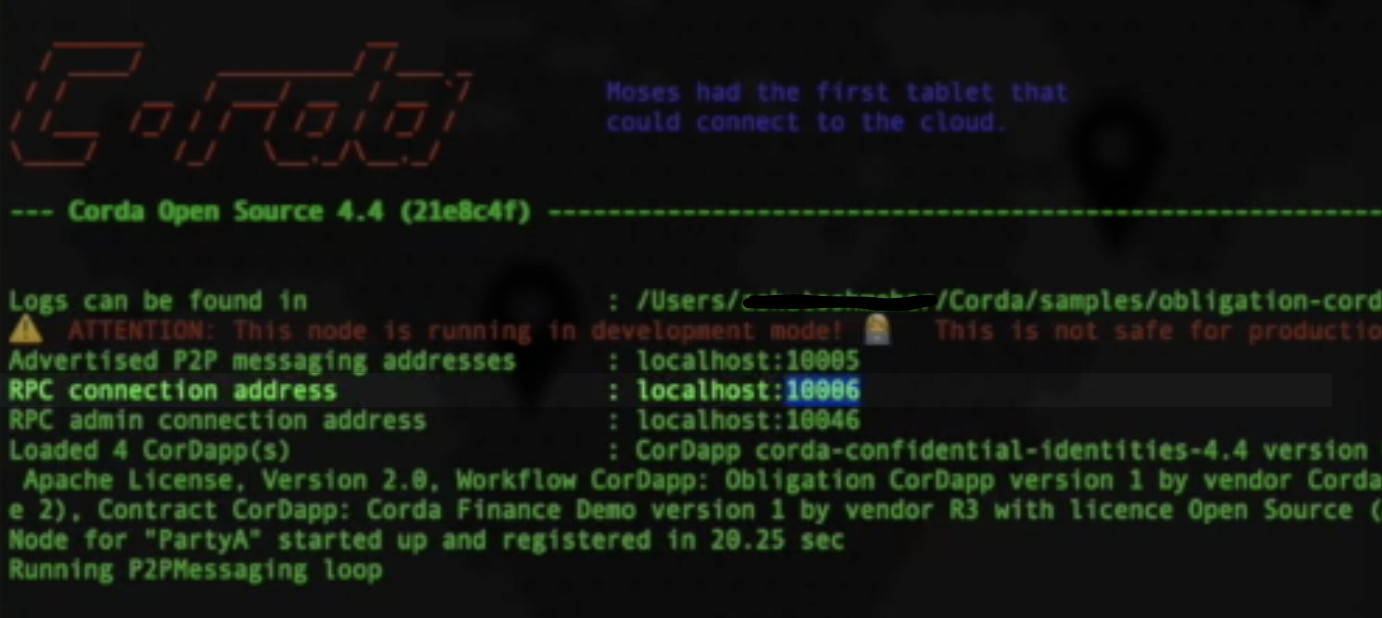 Corda
Moses had the first tablet that
could connect to the cloud.
--- Corda Open Source 4.4 (21e8c4f) -----------------------------------------------------------
Logs can be found in : /Users/ /Corda/samples/obligation-cord
⚠️ ATTENTION: This node is running in development mode! 👩‍💻 This is not safe for productio
Advertised P2P messaging addresses : localhost:10005
RPC connection address : localhost:10006
RPC admin connection address : localhost:10046
Loaded 4 CorDapp(s) : CorDapp corda-confidential-identities-4.4 version
Apache License, Version 2.0, Workflow CorDapp: Obligation CorDapp version 1 by vendor Corda
e 2), Contract CorDapp: Corda Finance Demo version 1 by vendor R3 with licence Open Source (
Node for "PartyA" started up and registered in 20.25 sec
Running P2PMessaging loop